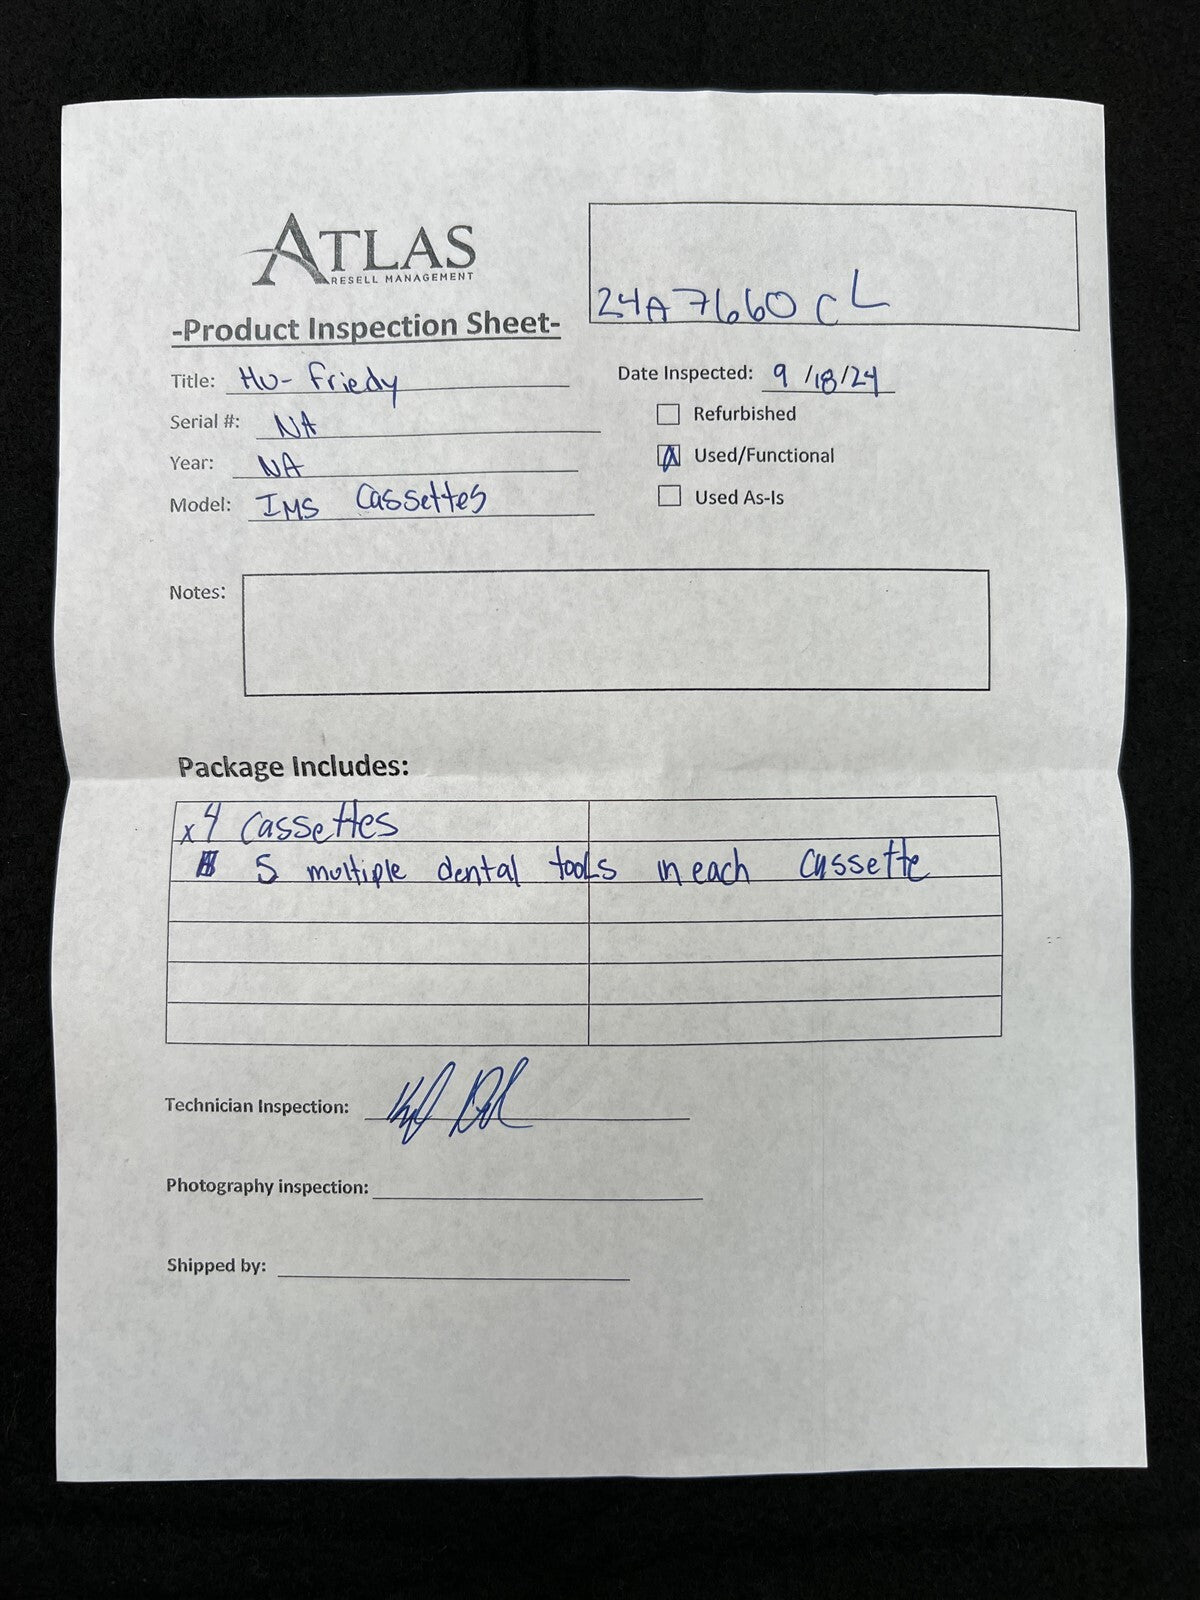 ATLAS
RESELL MANAGEMENT
24A7660 CL
-Product Inspection Sheet-
Title: Hu-Friedy
Date Inspected: 9/18/24
Serial #: NA
Refurbished
Year: NA
Used/Functional
Model: IMS Cassettes
Used As-Is
Notes:
Package Includes:
x4 Cassettes
5 multiple dental tools in each Cassette
Technician Inspection:
Photography inspection:
Shipped by: